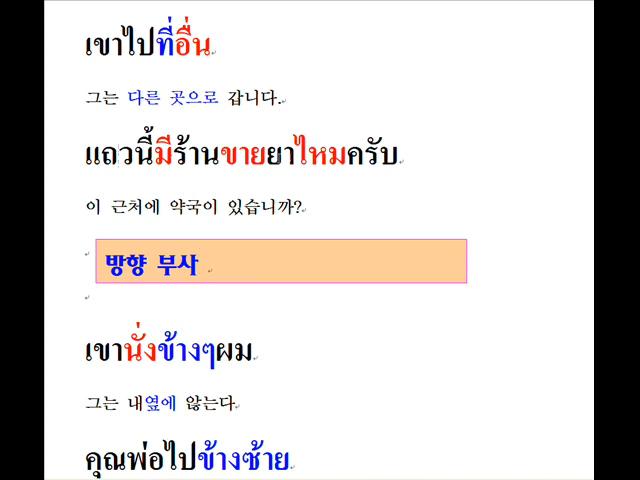 เขาไปที่อื่น
그는 다른 곳으로 갑니다.
แถวนี้มีร้านขายยาไหมครับ
이 근처에 약국이 있습니까?
방향 부사
เขานั่งข้างๆผม
그는 내옆에 않는다
คุณพ่อไปข้างซ้าย